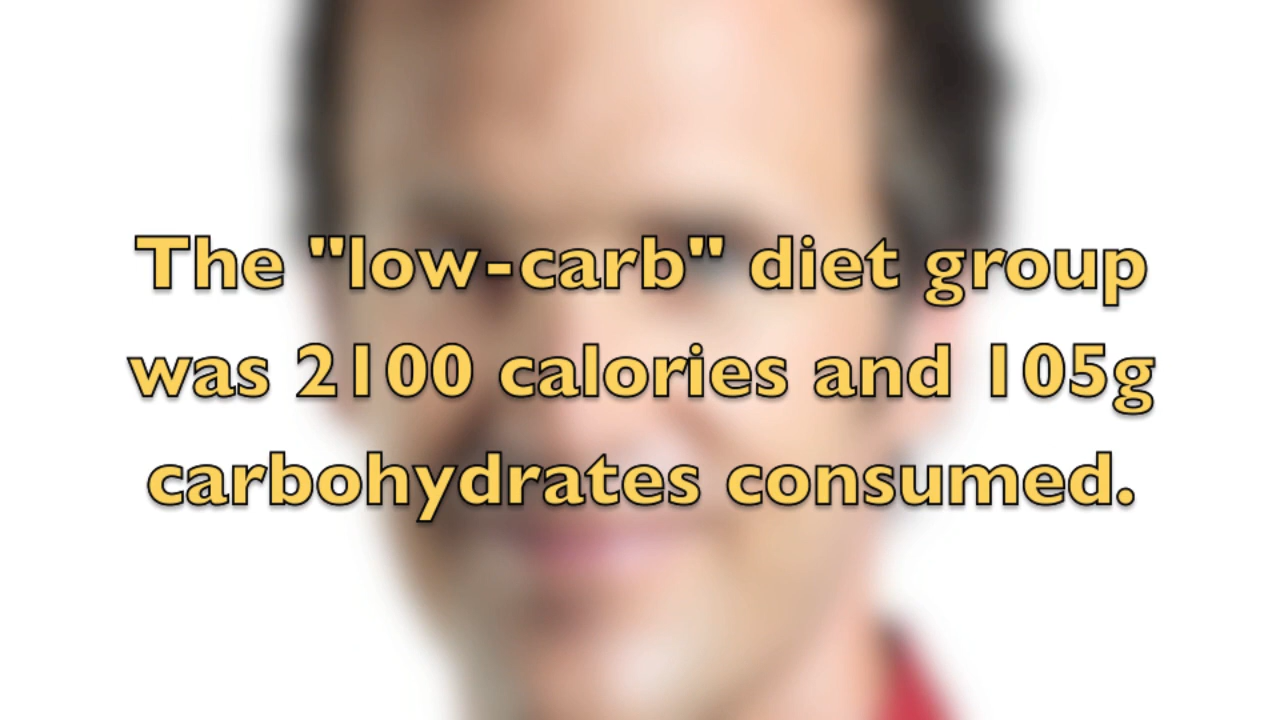 The "low-carb" diet group
was 2100 calories and 105g
carbohydrates consumed.